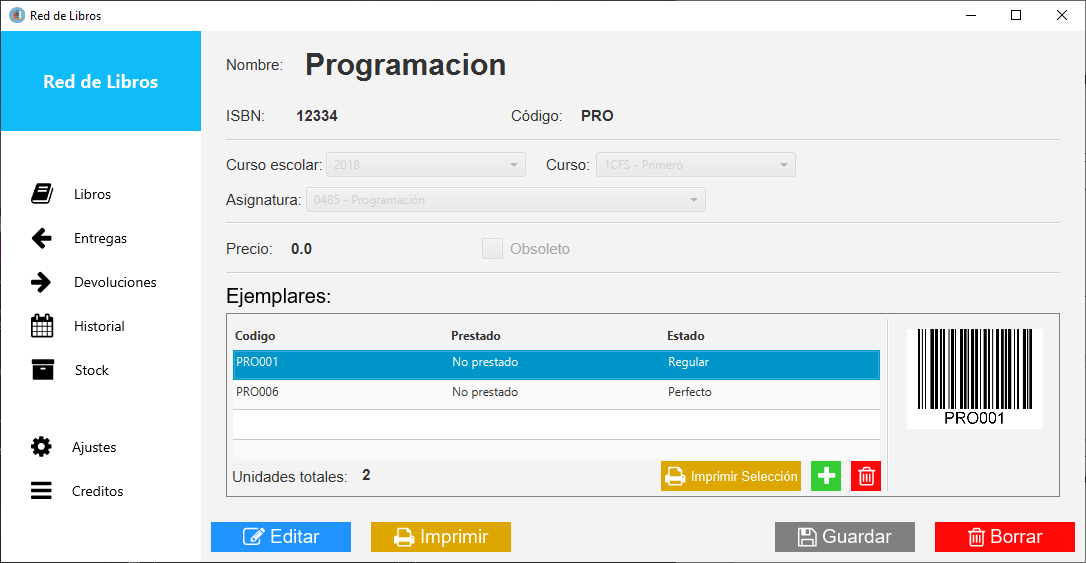 Red de Libros
Red de Libros
Libros
Entregas
Devoluciones
Historial
Stock
Ajustes
Creditos
Nombre: Programacion
ISBN: 12334 Código: PRO
Curso escolar: 2018 Curso: 1CFS - Primero
Asignatura: 0485 - Programación
Precio: 0.0 Obsoleto
Ejemplares:
Codigo Prestado Estado
PRO001 No prestado Regular
PRO006 No prestado Perfecto
PRO001
Unidades totales: 2 Imprimir Selección
Editar Imprimir Guardar Borrar